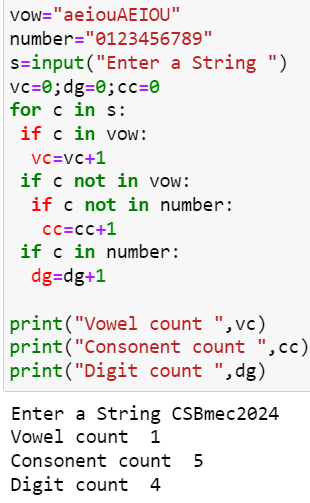 vow="aeiouAEIOU"
number="0123456789"
s=input("Enter a String ")
vc=0;dg=0;cc=0
for c in s:
 if c in vow:
  vc=vc+1
 if c not in vow:
  if c not in number:
   cc=cc+1
 if c in number:
  dg=dg+1

print("Vowel count ",vc)
print("Consonent count ",cc)
print("Digit count ",dg)
Enter a String CSBmec2024
Vowel count  1
Consonent count  5
Digit count  4